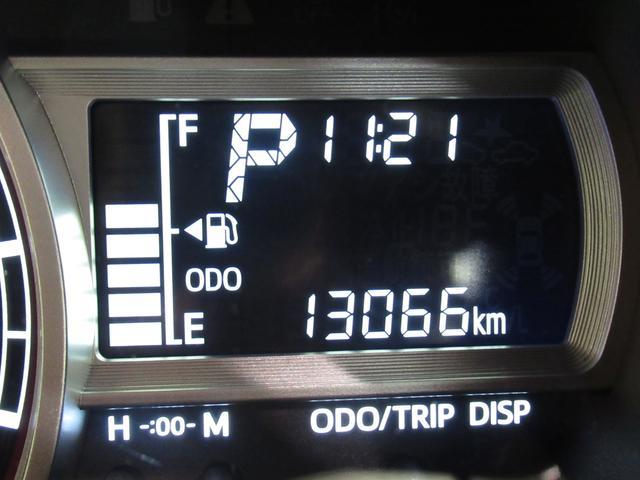 F P 11:21
ODO
E 13066km
H -:00- M ODO/TRIP DISP